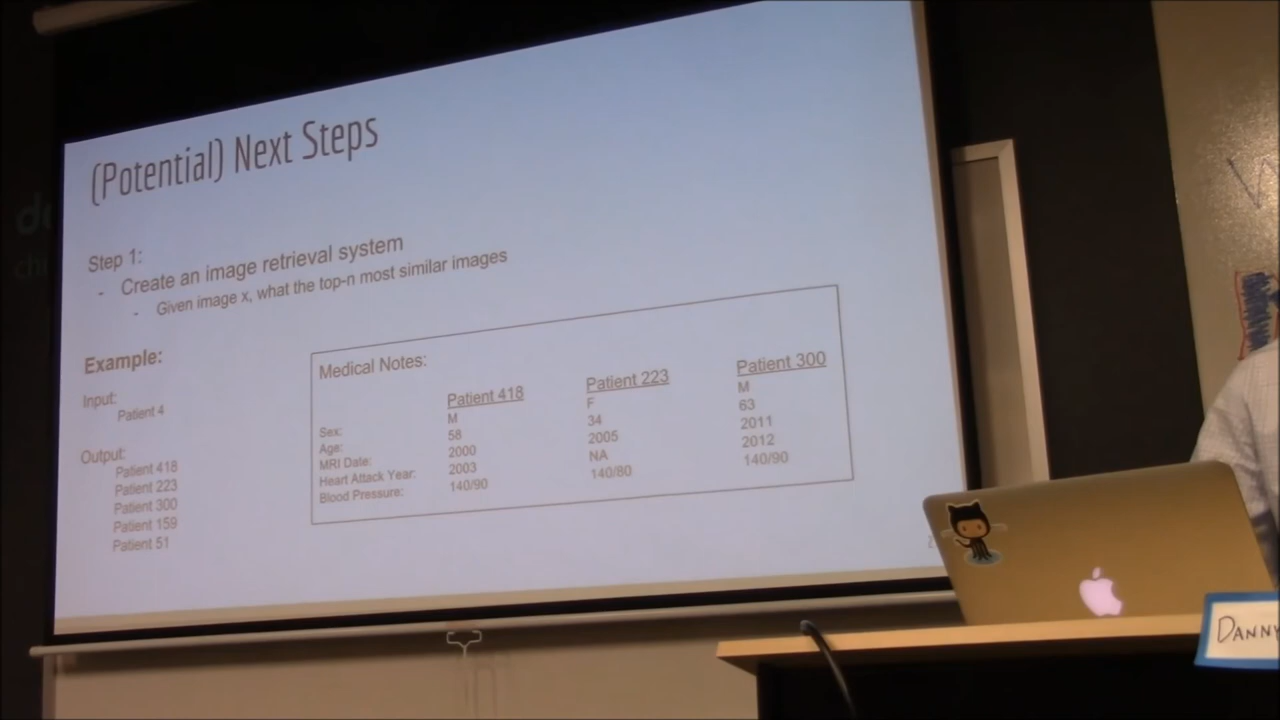 (Potential) Next Steps
Step 1:
- Create an image retrieval system
- Given image x, what the top-n most similar images
Example:
Input:
Patient 4
Output:
Patient 418
Patient 223
Patient 300
Patient 159
Patient 51
Medical Notes:
Patient 418 Patient 223 Patient 300
Sex: M F M
Age: 58 34 63
MRI Date: 2000 2005 2011
Heart Attack Year: 2003 NA 2012
Blood Pressure: 140/90 140/80 140/90
DANNY